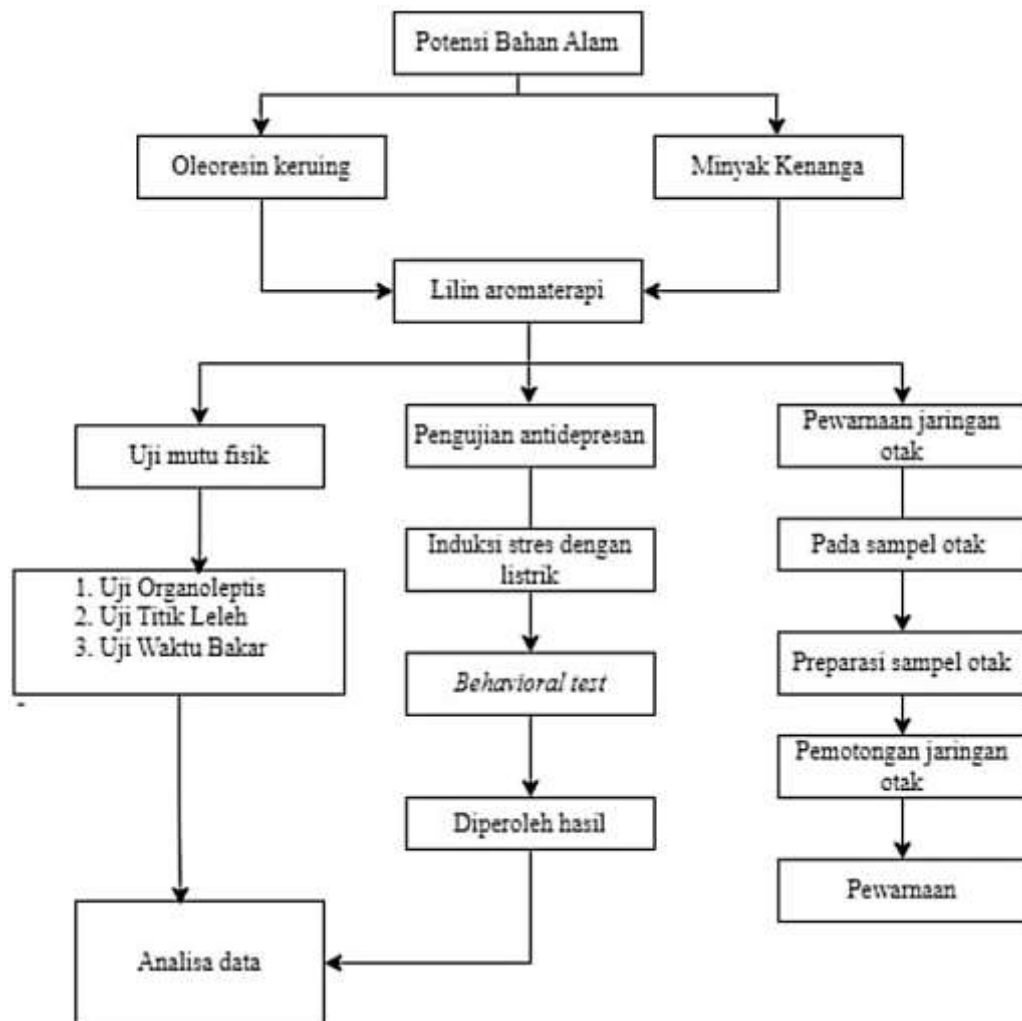 Potensi Bahan Alam
Oleoresin keruing
Minyak Kenanga
Lilin aromaterapi
Uji mutu fisik
1. Uji Organoleptis
2. Uji Titik Leleh
3. Uji Waktu Bakar
-
Pengujian antidepresan
Induksi stres dengan
listrik
Behavioral test
Diperoleh hasil
Analisa data
Pewarnaan jaringan
otak
Pada sampel otak
Preparasi sampel otak
Pemotongan jaringan
otak
Pewarnaan